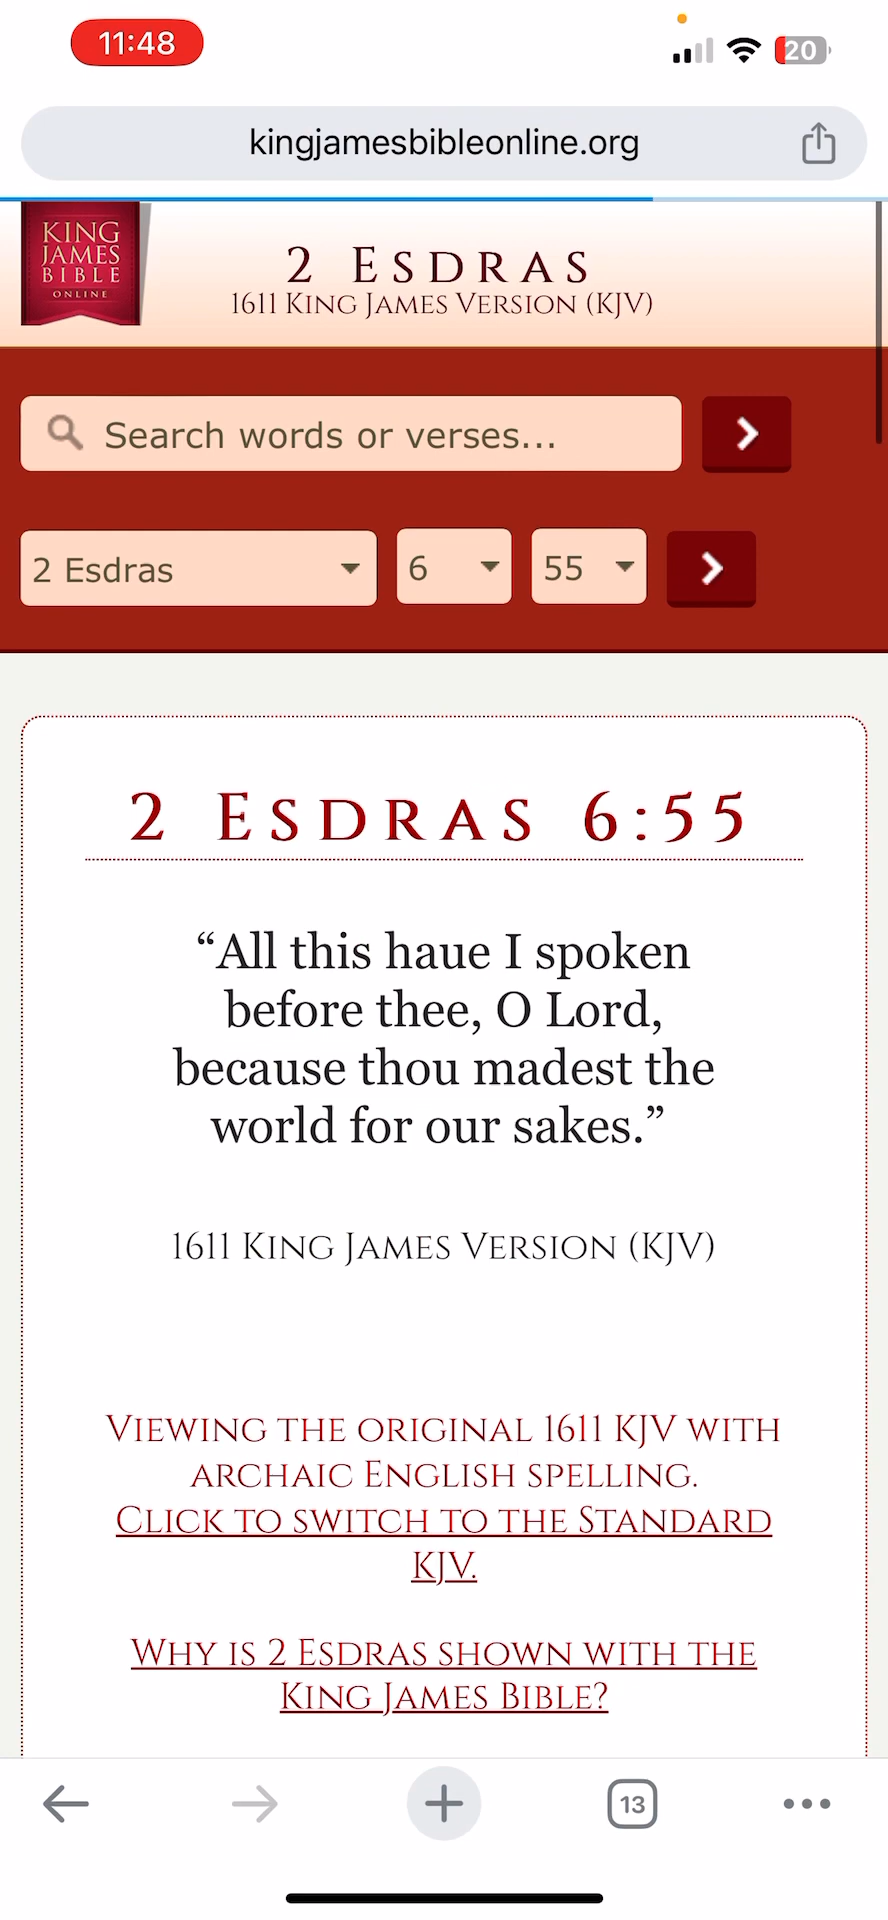 11:48
20
kingjamesbibleonline.org
KING
JAMES
BIBLE
ONLINE
2 ESDRAS
1611 KING JAMES VERSION (KJV)
Search words or verses...
2 Esdras 6 55
2 ESDRAS 6:55
“All this haue I spoken
before thee, O Lord,
because thou madest the
world for our sakes.”
1611 KING JAMES VERSION (KJV)
VIEWING THE ORIGINAL 1611 KJV WITH
ARCHAIC ENGLISH SPELLING.
CLICK TO SWITCH TO THE STANDARD
KJV.
WHY IS 2 ESDRAS SHOWN WITH THE
KING JAMES BIBLE?
13